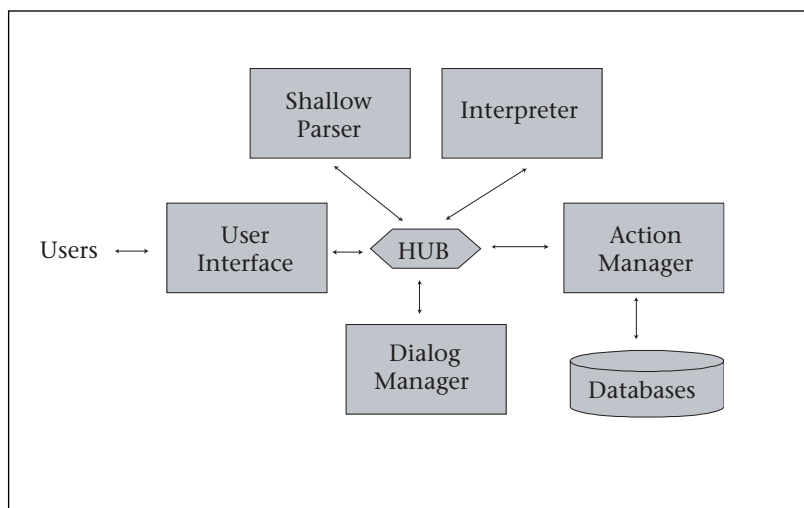 Shallow
Parser
Interpreter
Users
User
Interface
HUB
Action
Manager
Dialog
Manager
Databases